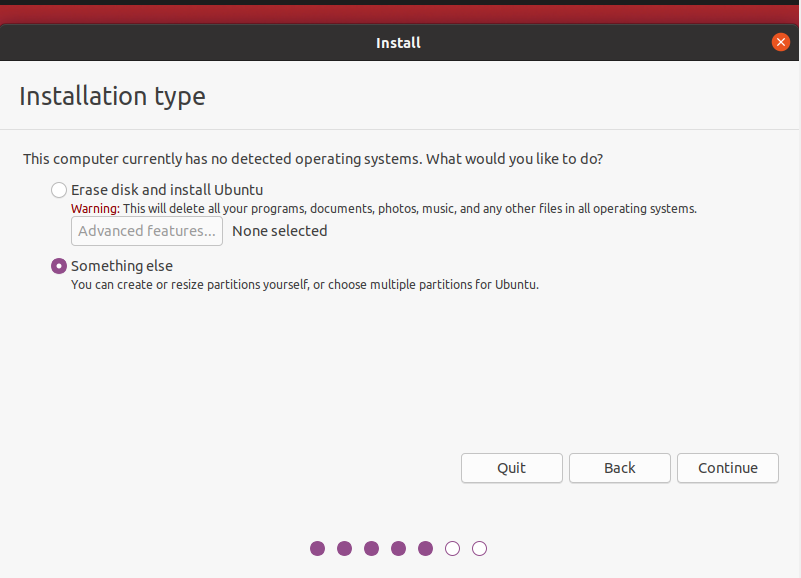 Install
Installation type
This computer currently has no detected operating systems. What would you like to do?
Erase disk and install Ubuntu
Warning: This will delete all your programs, documents, photos, music, and any other files in all operating systems.
Advanced features... None selected
Something else
You can create or resize partitions yourself, or choose multiple partitions for Ubuntu.
Quit Back Continue